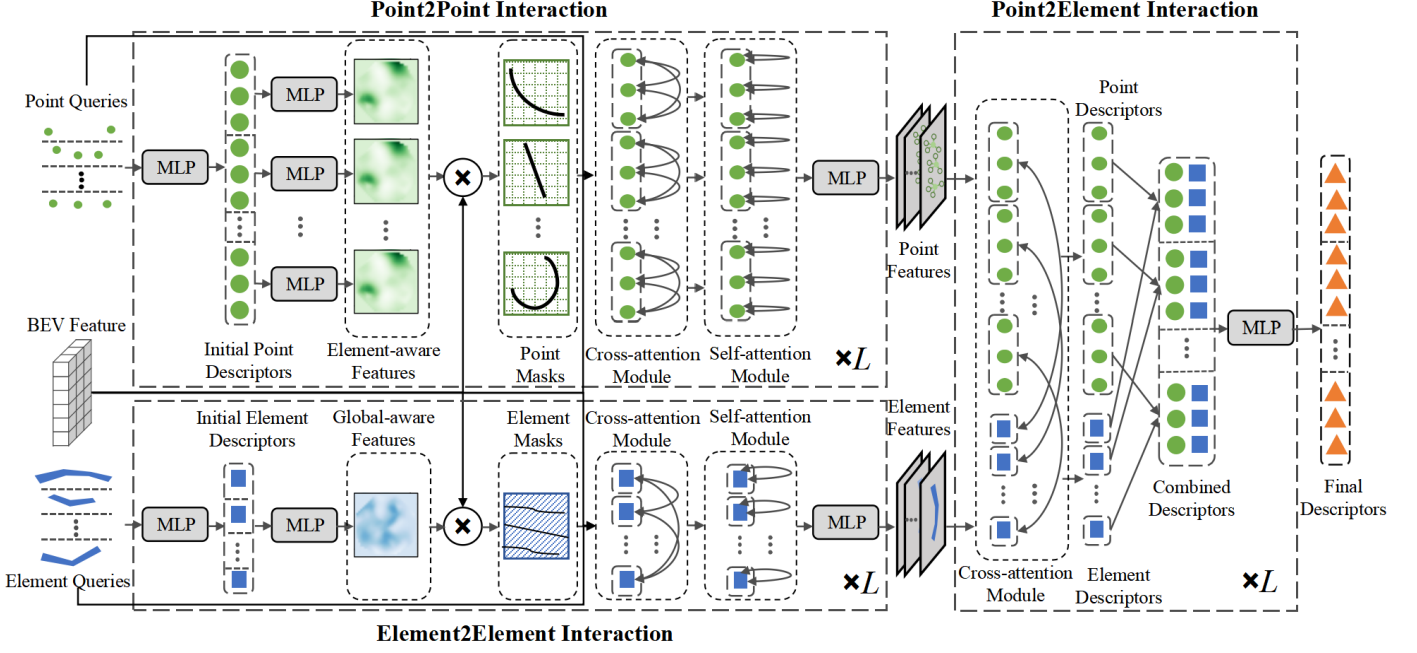 Point2Point Interaction
Point2Element Interaction
Point Queries
MLP
MLP
MLP
MLP
Initial Point
Descriptors
Element-aware
Features
Point
Masks
Cross-attention
Module
Self-attention
Module
×L
MLP
Point
Features
BEV Feature
Element Queries
MLP
Initial Element
Descriptors
MLP
Global-aware
Features
Element
Masks
Cross-attention
Module
Self-attention
Module
MLP
×L
Element2Element Interaction
Element
Features
Point
Descriptors
Cross-attention
Module
Element
Descriptors
Combined
Descriptors
MLP
×L
Final
Descriptors